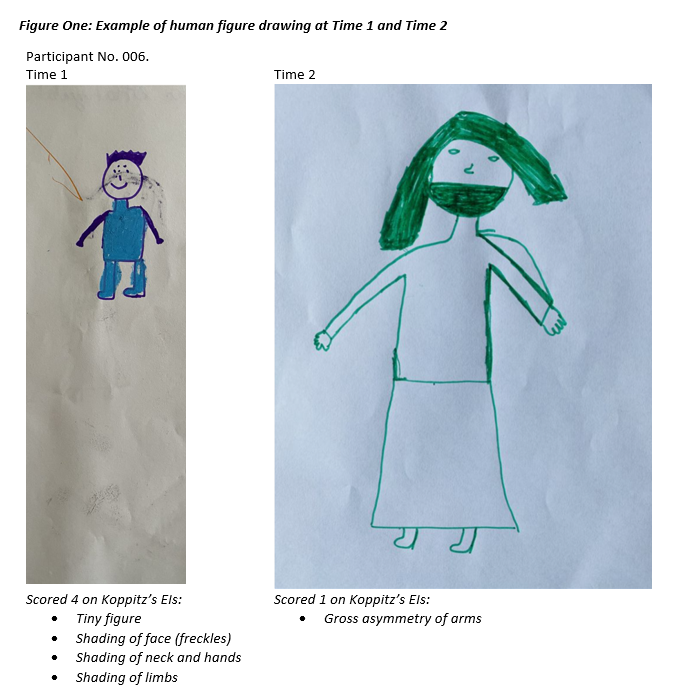 Figure One: Example of human figure drawing at Time 1 and Time 2
Participant No. 006.
Time 1
Time 2
Scored 4 on Koppitz's EIs:
• Tiny figure
• Shading of face (freckles)
• Shading of neck and hands
• Shading of limbs
Scored 1 on Koppitz's EIs:
• Gross asymmetry of arms